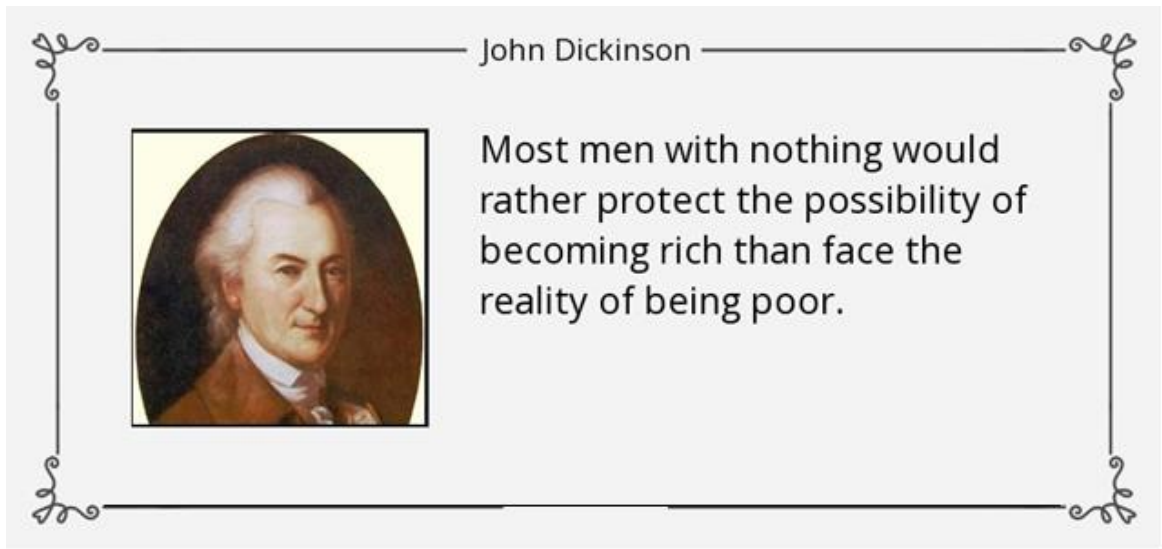 John Dickinson
Most men with nothing would
rather protect the possibility of
becoming rich than face the
reality of being poor.